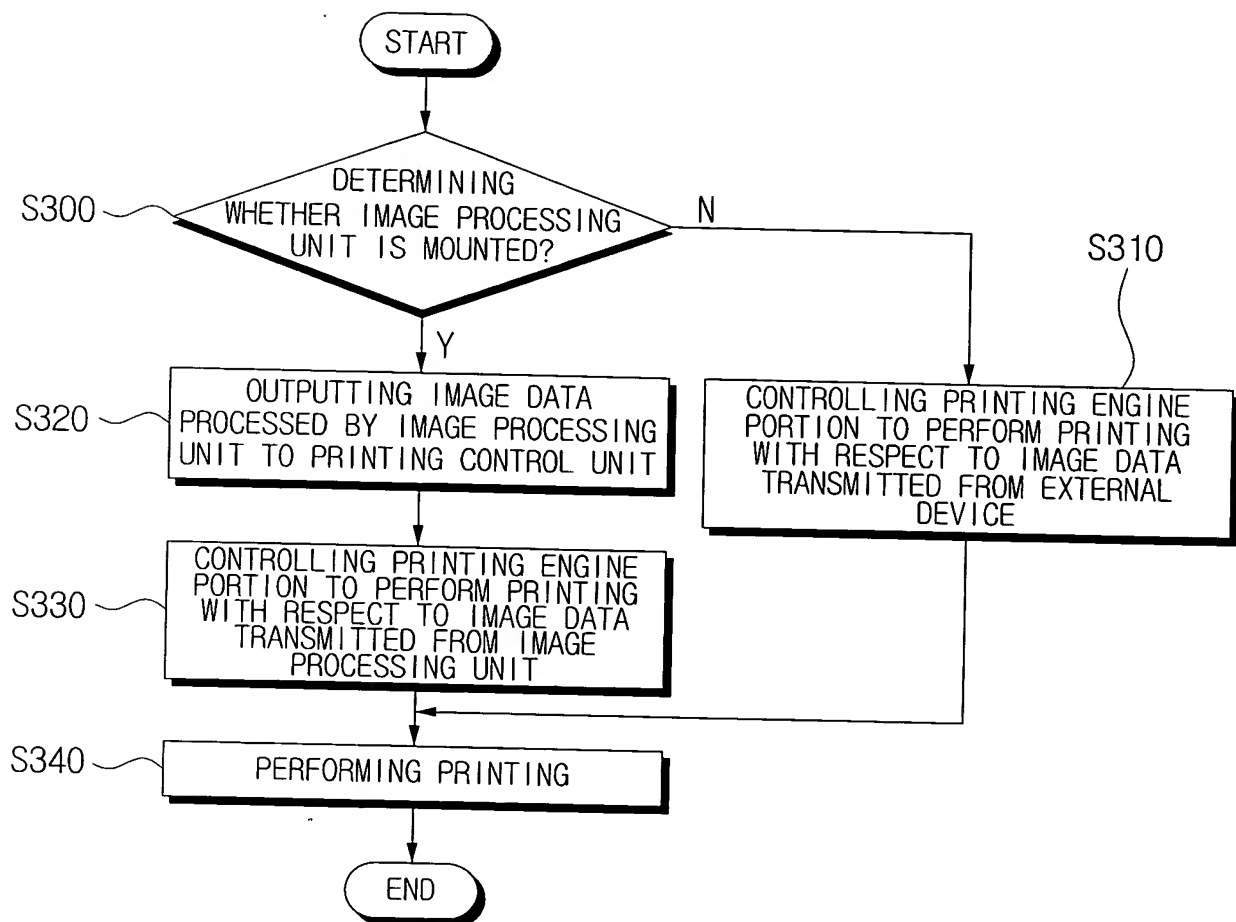 START
S300
DETERMINING
WHETHER IMAGE PROCESSING
UNIT IS MOUNTED?
N
Y
S310
CONTROLLING PRINTING ENGINE
PORTION TO PERFORM PRINTING
WITH RESPECT TO IMAGE DATA
TRANSMITTED FROM EXTERNAL
DEVICE
S320
OUTPUTTING IMAGE DATA
PROCESSED BY IMAGE PROCESSING
UNIT TO PRINTING CONTROL UNIT
S330
CONTROLLING PRINTING ENGINE
PORTION TO PERFORM PRINTING
WITH RESPECT TO IMAGE DATA
TRANSMITTED FROM IMAGE
PROCESSING UNIT
S340
PERFORMING PRINTING
END